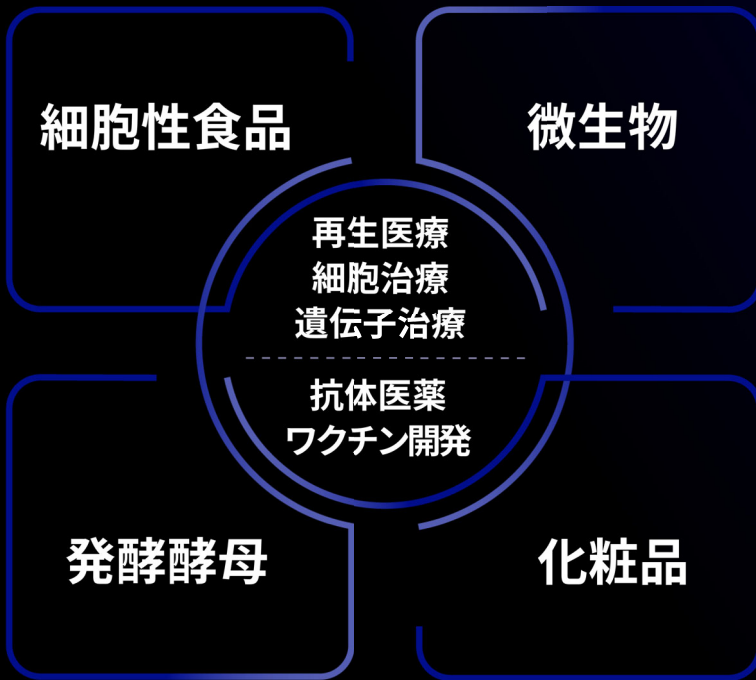 細胞性食品
微生物
再生医療
細胞治療
遺伝子治療
抗体医薬
ワクチン開発
発酵酵母
化粧品